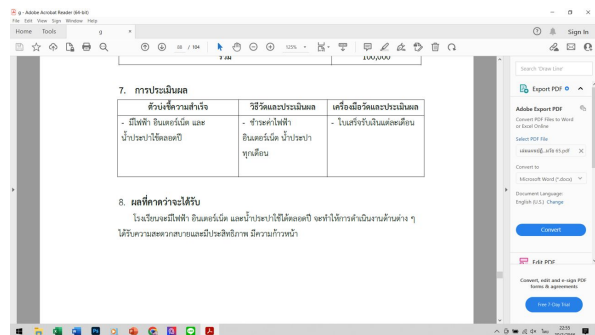 g - Adobe Acrobat Reader (64-bit)
File Edit View Sign Window Help
Home Tools g × Sign In
88 / 104 125%
รวม 100,000
7. การประเมินผล
ตัวบ่งชี้ความสำเร็จ วิธีวัดและประเมินผล เครื่องมือวัดและประเมินผล
- มีไฟฟ้า อินเตอร์เน็ต และ - ชำระค่าไฟฟ้า - ใบเสร็จรับเงินแต่ละเดือน
น้ำประปาใช้ตลอดปี อินเตอร์เน็ต น้ำประปา
ทุกเดือน
8. ผลที่คาดว่าจะได้รับ
โรงเรียนจะมีไฟฟ้า อินเตอร์เน็ต และน้ำประปาใช้ได้ตลอดปี จะทำให้การดำเนินงานด้านต่าง ๆ
ได้รับความสะดวกสบายและมีประสิทธิภาพ มีความก้าวหน้า
Search 'Draw Line'
Export PDF
Adobe Export PDF
Convert PDF Files to Word
or Excel Online
Select PDF File
65.pdf ×
Convert to
Microsoft Word (*.docx)
Document Language:
English (U.S.) Change
Convert
Edit PDF
Convert, edit and e-sign PDF
forms & agreements
Free 7-Day Trial
22:55